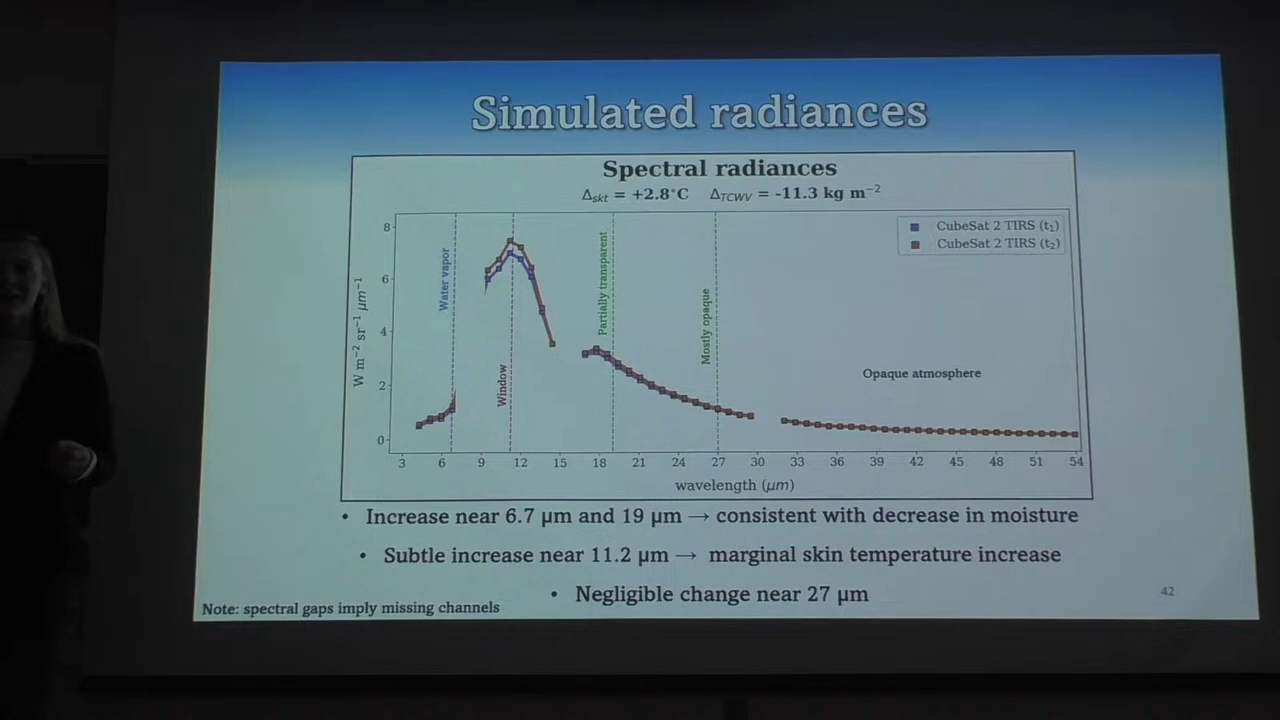 Simulated radiances
Spectral radiances
Δskt = +2.8°C ΔTCWV = -11.3 kg m⁻²
CubeSat 2 TIRS (t₁)
CubeSat 2 TIRS (t₂)
8
6
4
2
0
W m⁻² sr⁻¹ μm⁻¹
Water vapor
Window
Partially transparent
Mostly opaque
Opaque atmosphere
3 6 9 12 15 18 21 24 27 30 33 36 39 42 45 48 51 54
wavelength (μm)
• Increase near 6.7 μm and 19 μm → consistent with decrease in moisture
• Subtle increase near 11.2 μm → marginal skin temperature increase
• Negligible change near 27 μm
Note: spectral gaps imply missing channels
42